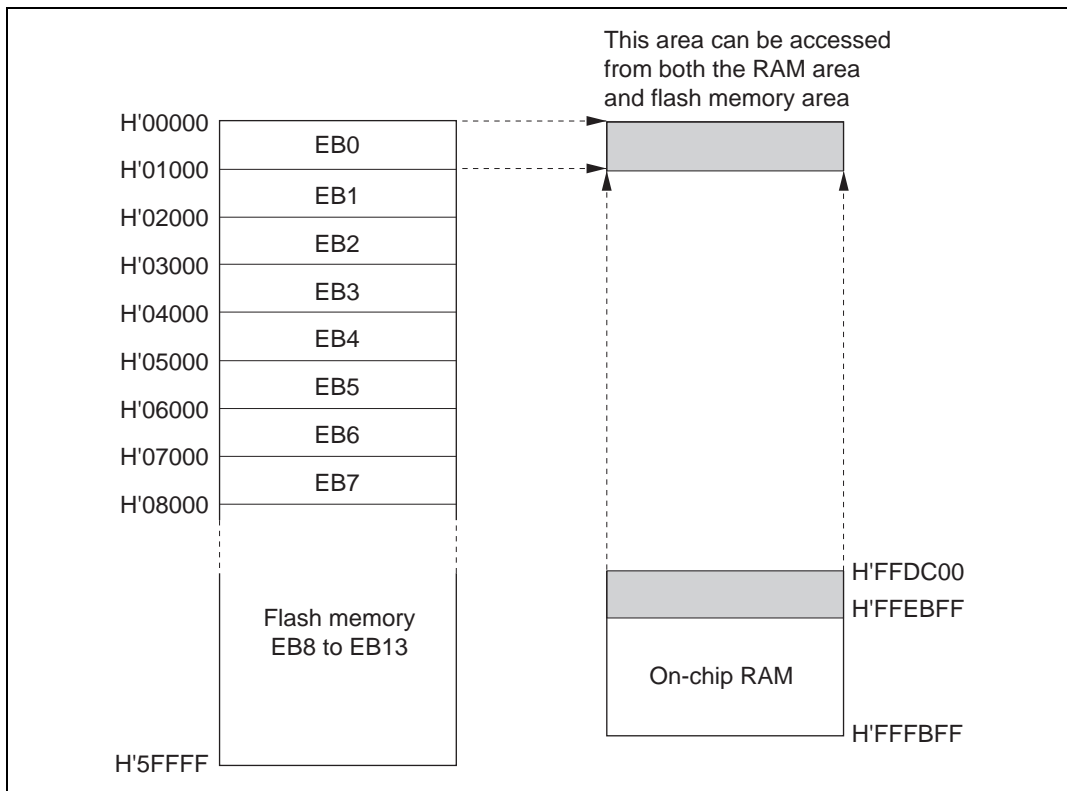 This area can be accessed
from both the RAM area
and flash memory area
H'00000
EB0
H'01000
EB1
H'02000
EB2
H'03000
EB3
H'04000
EB4
H'05000
EB5
H'06000
EB6
H'07000
EB7
H'08000
Flash memory
EB8 to EB13
H'5FFFF
H'FFDC00
H'FFEBFF
On-chip RAM
H'FFFBFF